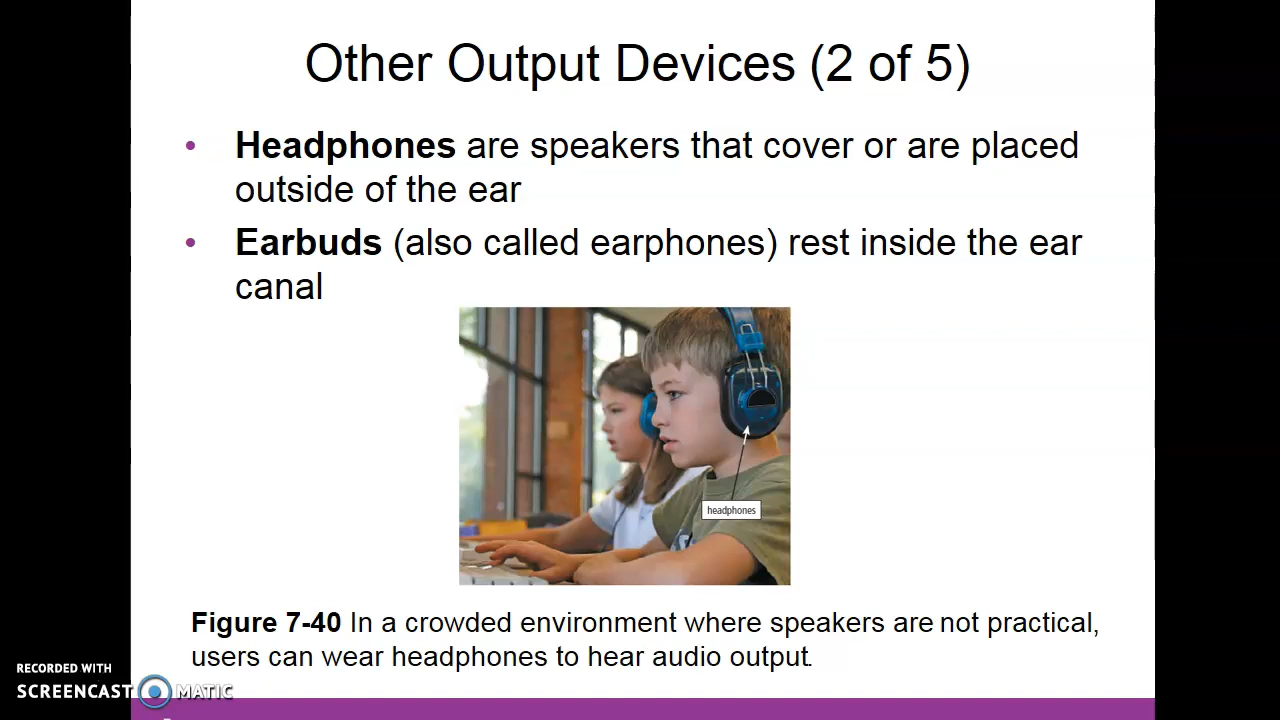 Other Output Devices (2 of 5)
• Headphones are speakers that cover or are placed
outside of the ear
• Earbuds (also called earphones) rest inside the ear
canal
headphones
Figure 7-40 In a crowded environment where speakers are not practical,
users can wear headphones to hear audio output.
RECORDED WITH
SCREENCAST MATIC